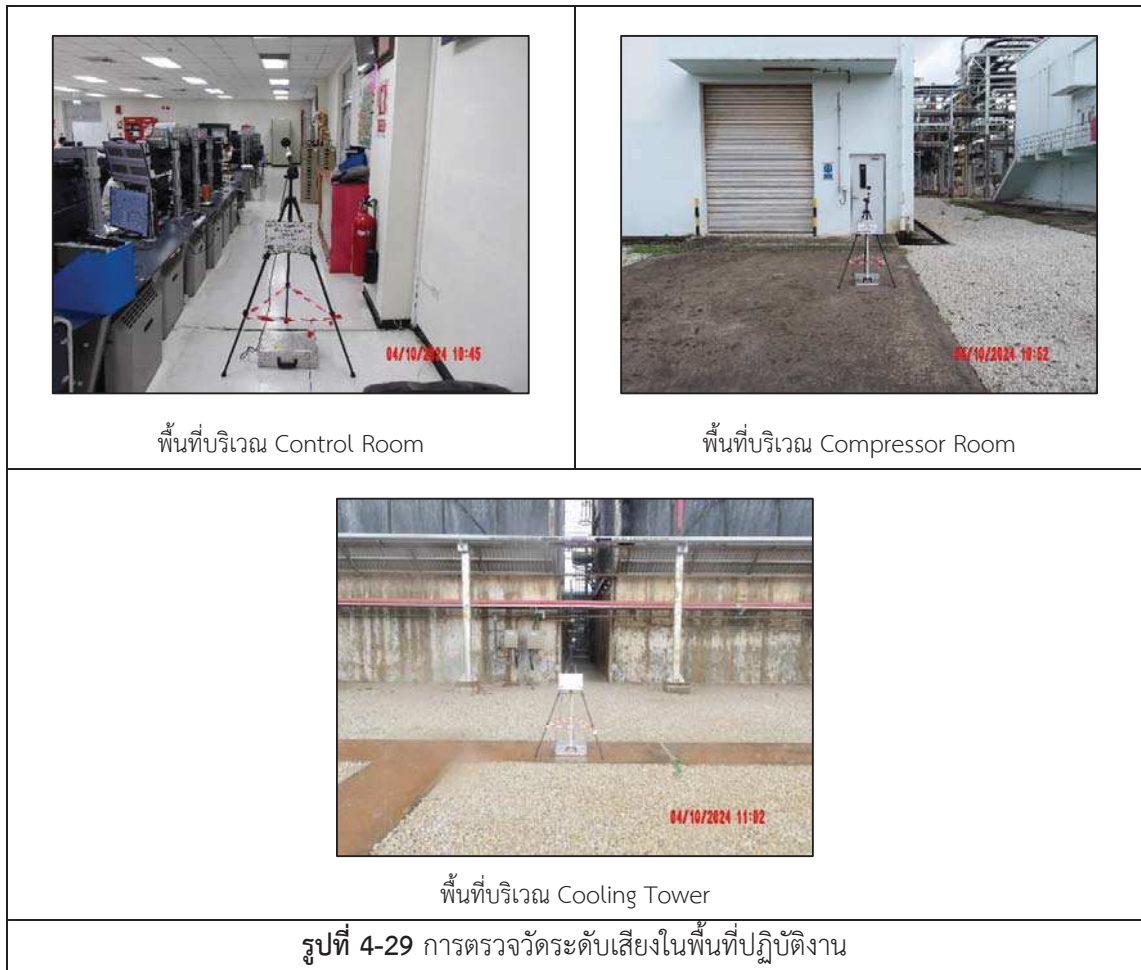 04/10/2024 10:45
พื้นที่บริเวณ Control Room
10:52
พื้นที่บริเวณ Compressor Room
04/10/2024 11:02
พื้นที่บริเวณ Cooling Tower
รูปที่ 4-29 การตรวจวัดระดับเสียงในพื้นที่ปฏิบัติงาน